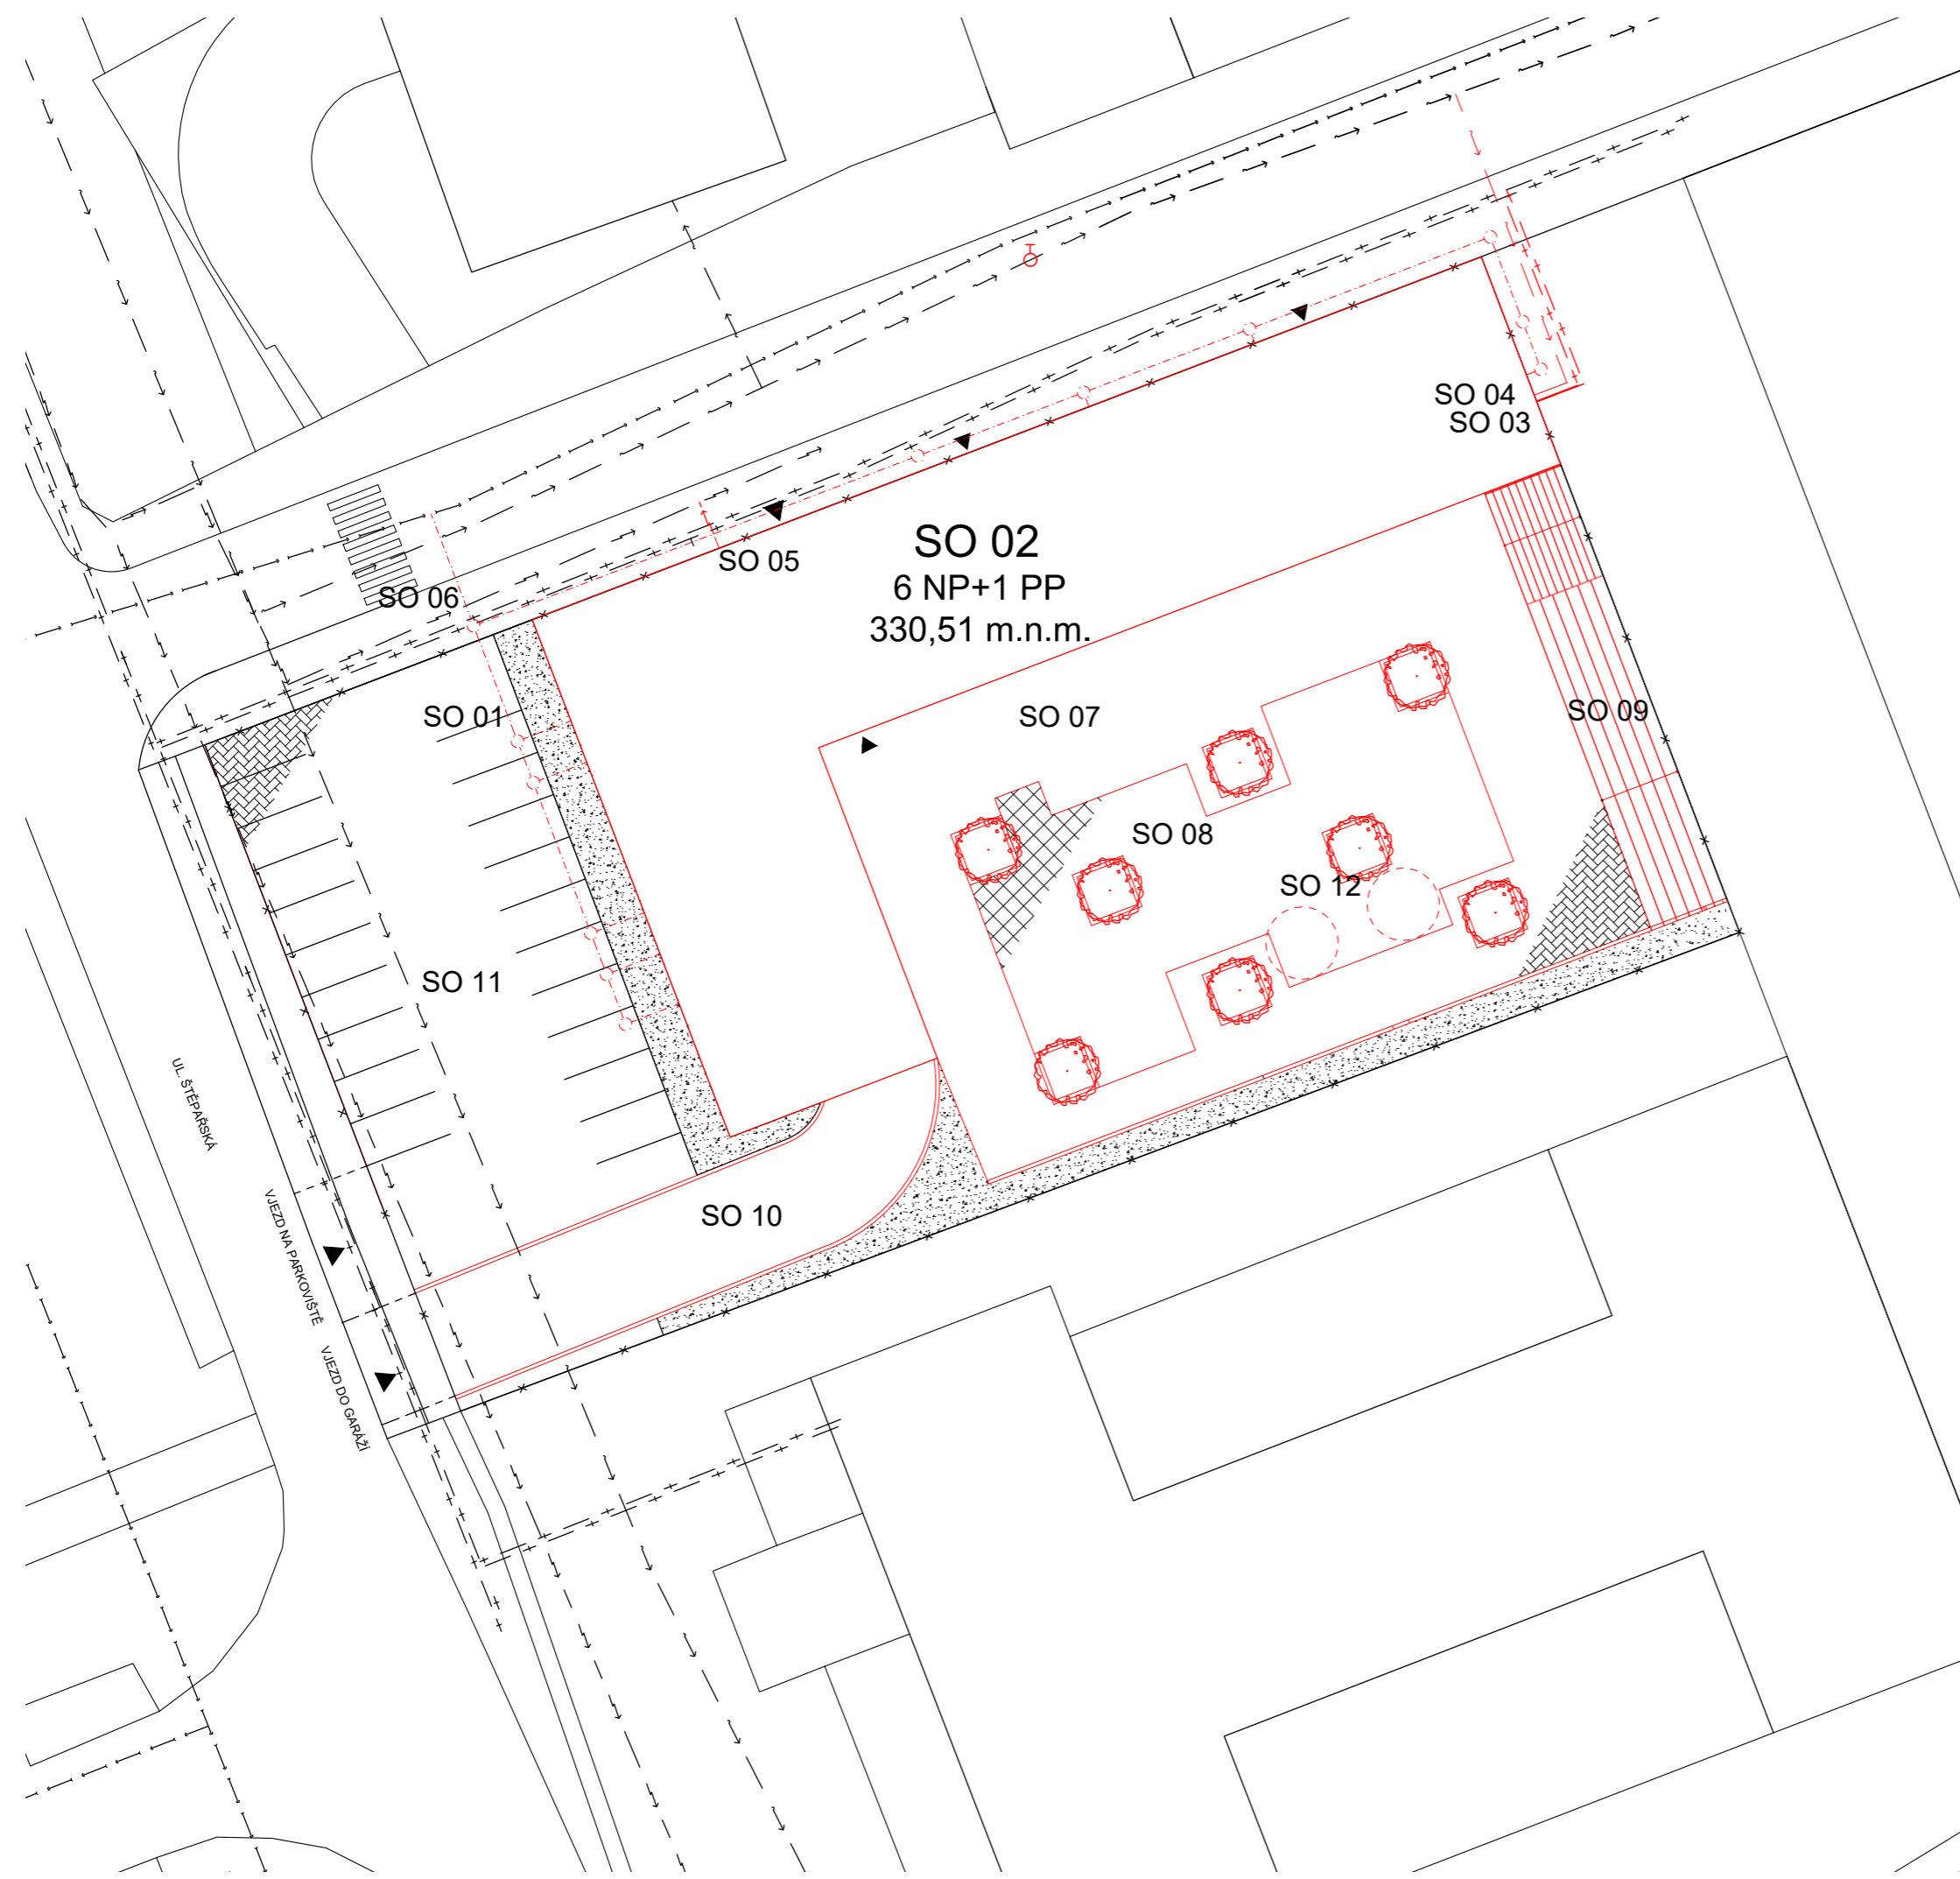 SO 04
SO 03
SO 02
6 NP+1 PP
330,51 m.n.m.
SO 05
SO 06
SO 01
SO 07
SO 09
SO 08
SO 12
SO 11
UL. ŠTĚPAŘSKÁ
SO 10
VJEZD NA PARKOVIŠTĚ
VJEZD DO GARÁŽÍ